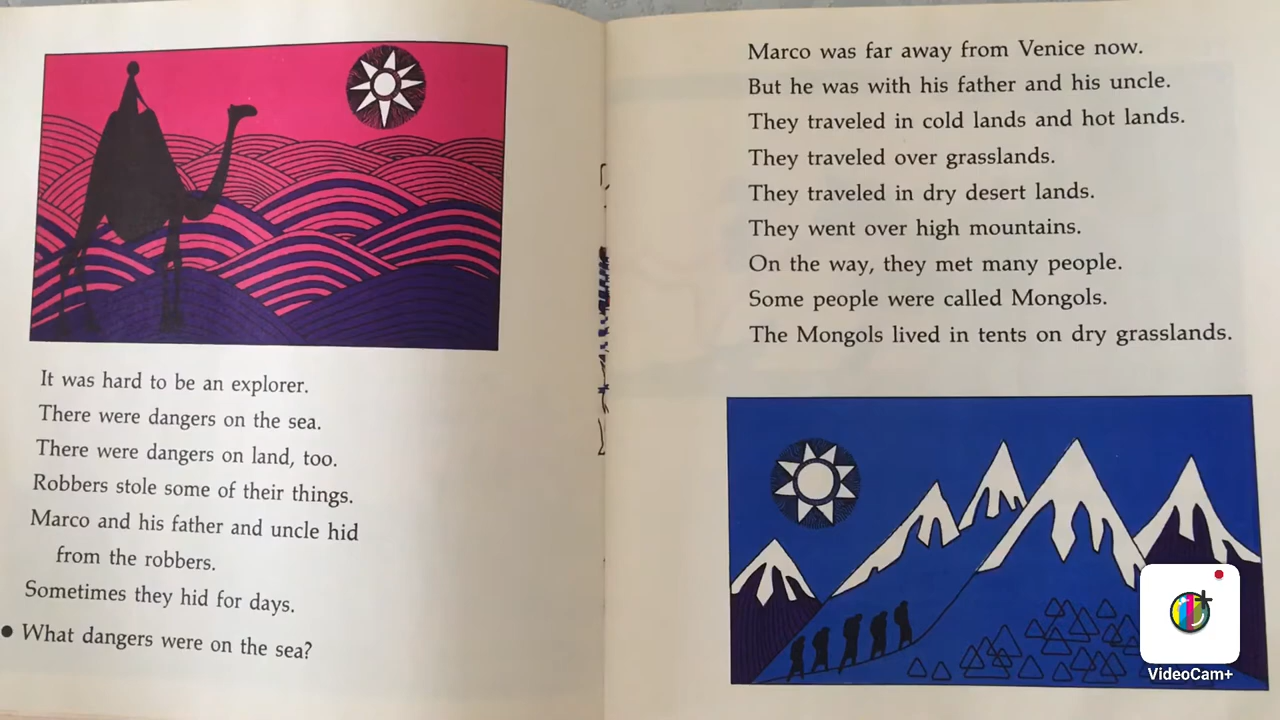 It was hard to be an explorer.
There were dangers on the sea.
There were dangers on land, too.
Robbers stole some of their things.
Marco and his father and uncle hid
from the robbers.
Sometimes they hid for days.
● What dangers were on the sea?
Marco was far away from Venice now.
But he was with his father and his uncle.
They traveled in cold lands and hot lands.
They traveled over grasslands.
They traveled in dry desert lands.
They went over high mountains.
On the way, they met many people.
Some people were called Mongols.
The Mongols lived in tents on dry grasslands.
VideoCam+